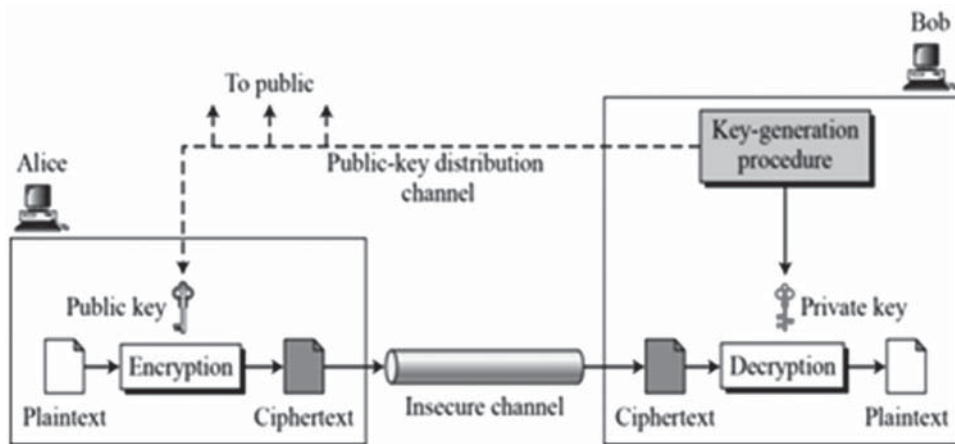 Bob
To public
Key-generation
procedure
Alice
Public-key distribution
channel
Public key
Private key
Encryption
Decryption
Plaintext
Ciphertext
Insecure channel
Ciphertext
Plaintext